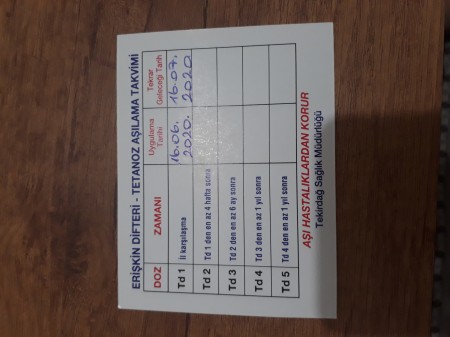 ERİŞKİN DİFTERİ - TETANOZ AŞILAMA TAKVİMİ
DOZ ZAMANI Uygulama Tarihi Tekrar Geleceği Tarih
Td 1 İl karşılaşma 16.06.2020. 16.07.2020
Td 2 Td 1 den en az 4 hafta sonra
Td 3 Td 2 den en az 6 ay sonra
Td 4 Td 3 den en az 1 yıl sonra
Td 5 Td 4 den en az 1 yıl sonra
AŞI HASTALIKLARDAN KORUR
Tekirdağ Sağlık Müdürlüğü